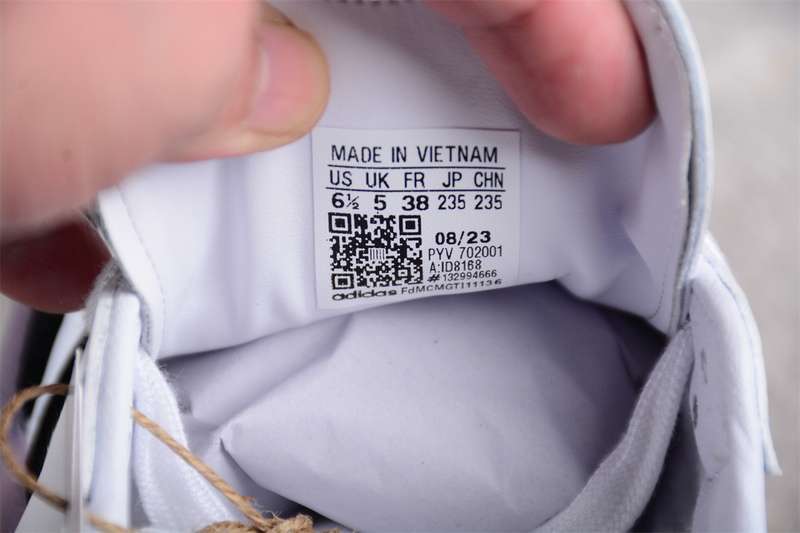 MADE IN VIETNAM
US UK FR JP CHN
6½ 5 38 235 235
08/23
PYV 702001
A:ID8168
#132994666
adidas FdMCMGTI11136